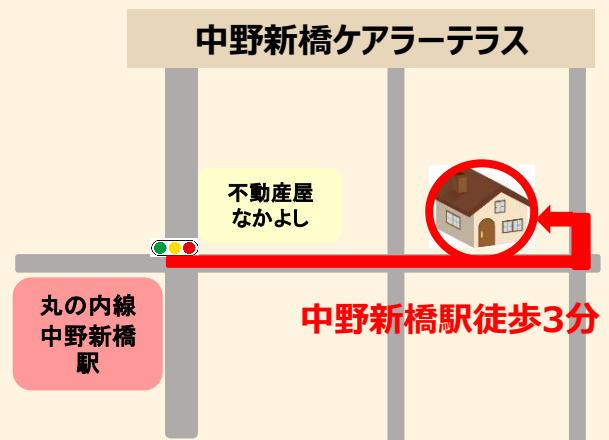 中野新橋ケアラーテラス
不動産屋
なかよし
丸の内線
中野新橋
駅
中野新橋駅徒歩3分